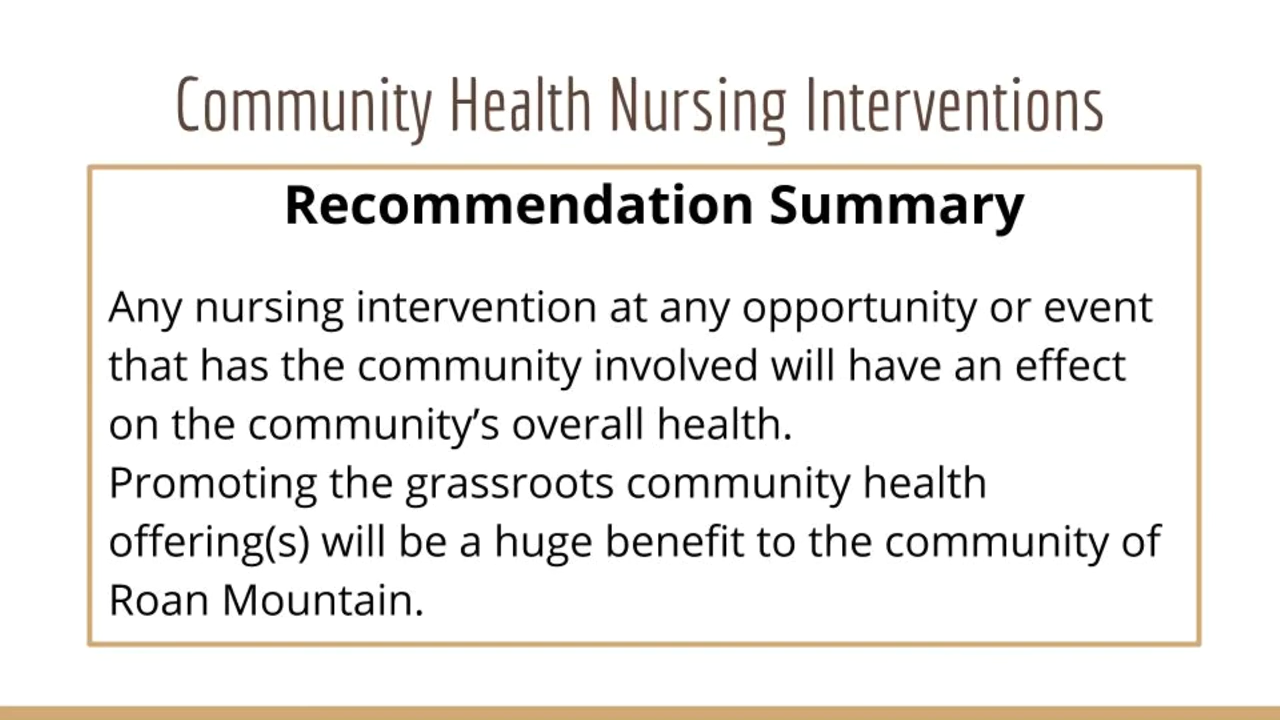 Community Health Nursing Interventions
Recommendation Summary
Any nursing intervention at any opportunity or event
that has the community involved will have an effect
on the community’s overall health.
Promoting the grassroots community health
offering(s) will be a huge benefit to the community of
Roan Mountain.